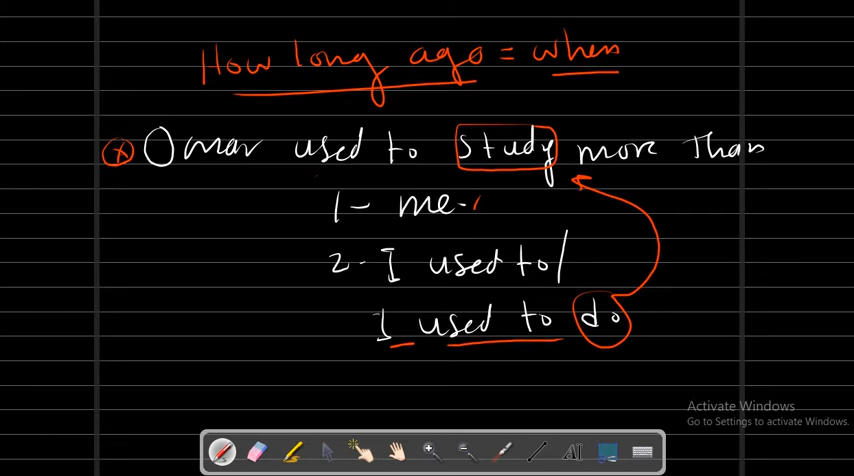 How long ago = when
Omar used to study more than
1- me.
2. I used to/
I used to do
Activate Windows
Go to Settings to activate Windows.
AI